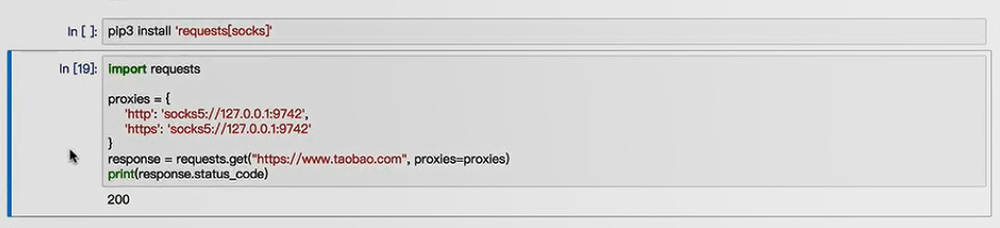 In [ ]: pip3 install 'requests[socks]'
In [19]: import requests
proxies = {
'http': 'socks5://127.0.0.1:9742',
'https': 'socks5://127.0.0.1:9742'
}
response = requests.get("https://www.taobao.com", proxies=proxies)
print(response.status_code)
200